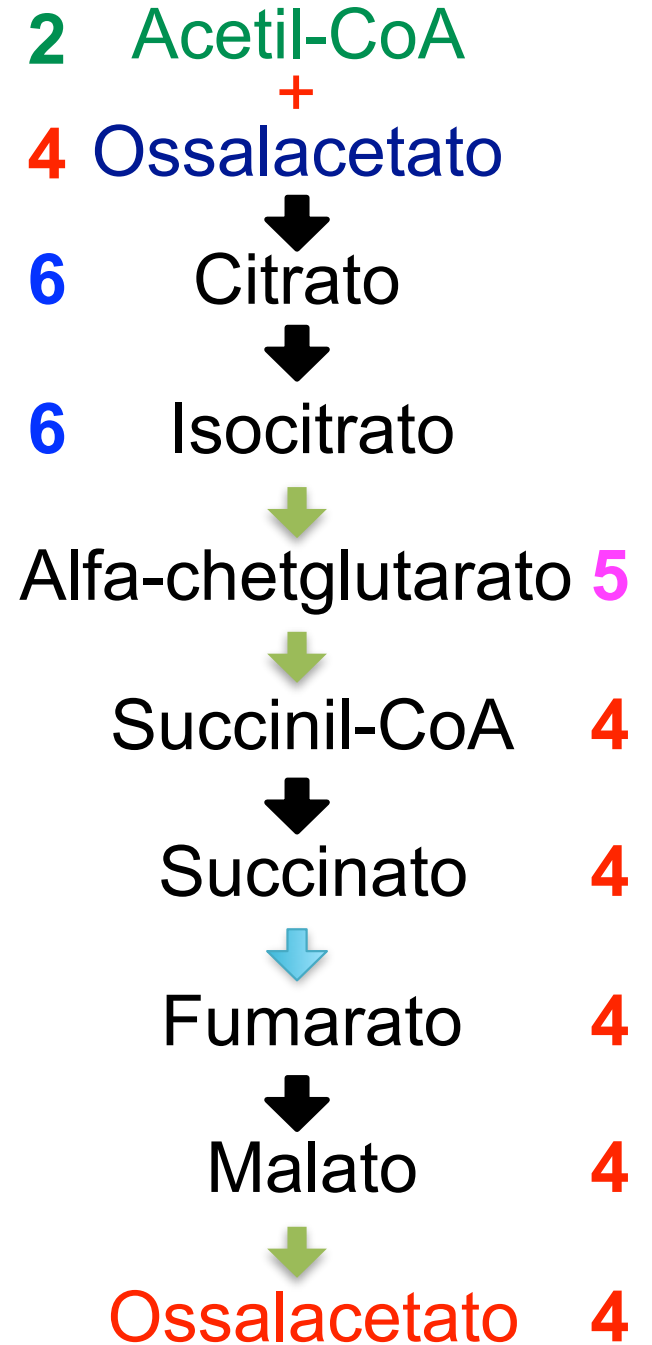 2 Acetil-CoA
+
4 Ossalacetato
6 Citrato
6 Isocitrato
Alfa-chetglutarato 5
Succinil-CoA 4
Succinato 4
Fumarato 4
Malato 4
Ossalacetato 4